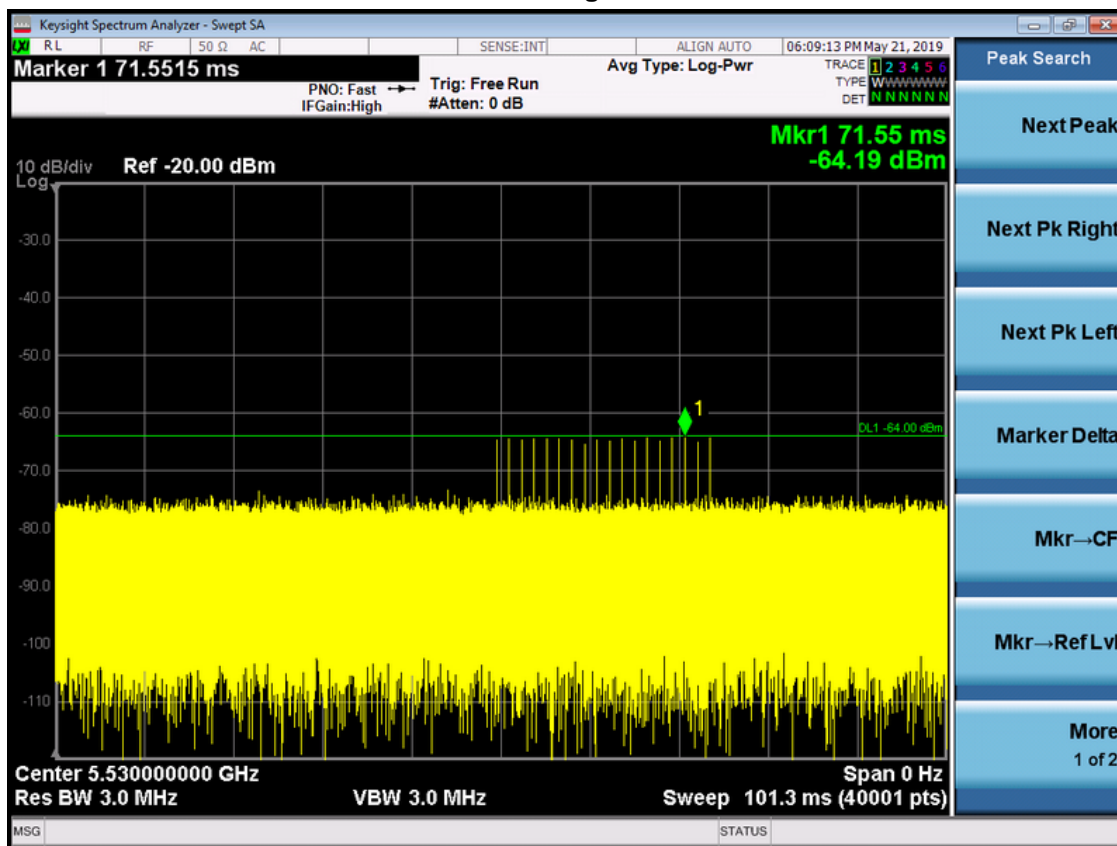 Keysight Spectrum Analyzer - Swept SA
RL RF 50 Ω AC SENSE:INT ALIGN AUTO 06:09:13 PM May 21, 2019
Marker 1 71.5515 ms
PNO: Fast
IFGain:High
Trig: Free Run
#Atten: 0 dB
Avg Type: Log-Pwr
TRACE 1 2 3 4 5 6
TYPE WWWWWW
DET N N N N N N
Mkr1 71.55 ms
-64.19 dBm
10 dB/div Ref -20.00 dBm
Log
-30.0
-40.0
-50.0
-60.0
-70.0
-80.0
-90.0
-100
-110
1
DL1 -64.00 dBm
Center 5.530000000 GHz Span 0 Hz
Res BW 3.0 MHz VBW 3.0 MHz Sweep 101.3 ms (40001 pts)
MSG STATUS
Peak Search
Next Peak
Next Pk Right
Next Pk Left
Marker Delta
Mkr→CF
Mkr→Ref Lvl
More
1 of 2